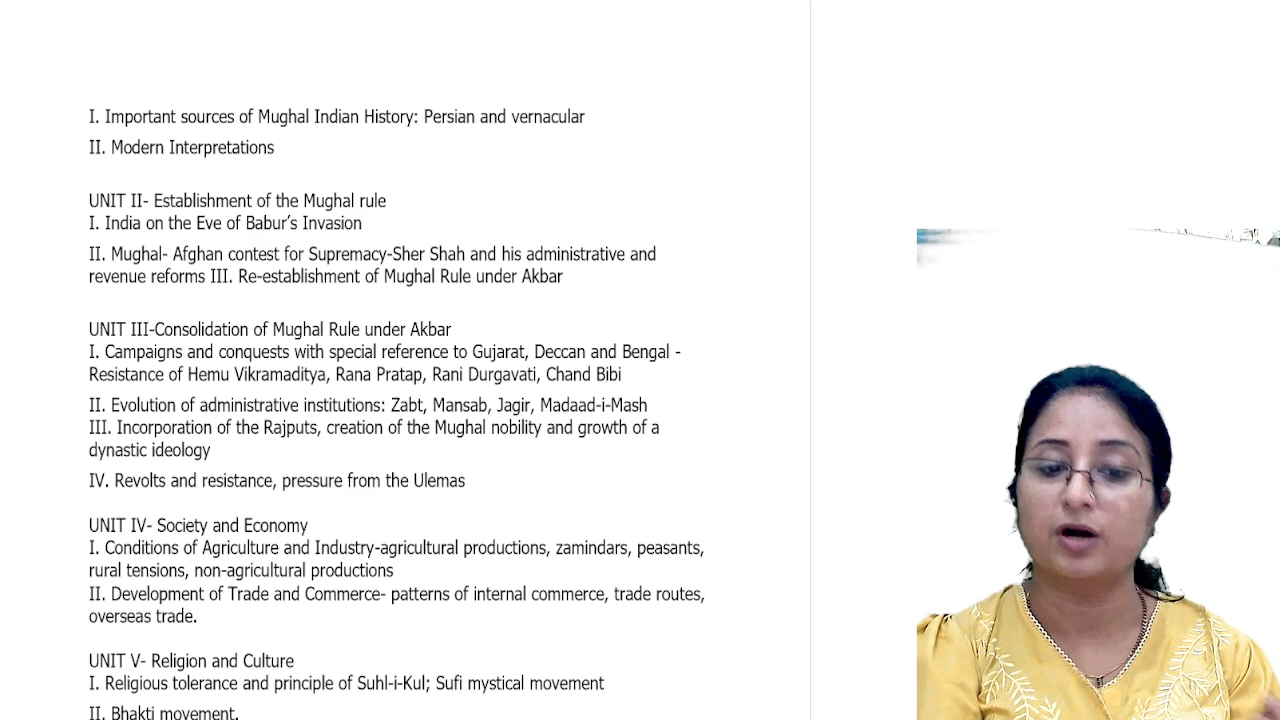 I. Important sources of Mughal Indian History: Persian and vernacular
II. Modern Interpretations
UNIT II- Establishment of the Mughal rule
I. India on the Eve of Babur’s Invasion
II. Mughal- Afghan contest for Supremacy-Sher Shah and his administrative and
revenue reforms III. Re-establishment of Mughal Rule under Akbar
UNIT III-Consolidation of Mughal Rule under Akbar
I. Campaigns and conquests with special reference to Gujarat, Deccan and Bengal -
Resistance of Hemu Vikramaditya, Rana Pratap, Rani Durgavati, Chand Bibi
II. Evolution of administrative institutions: Zabt, Mansab, Jagir, Madaad-i-Mash
III. Incorporation of the Rajputs, creation of the Mughal nobility and growth of a
dynastic ideology
IV. Revolts and resistance, pressure from the Ulemas
UNIT IV- Society and Economy
I. Conditions of Agriculture and Industry-agricultural productions, zamindars, peasants,
rural tensions, non-agricultural productions
II. Development of Trade and Commerce- patterns of internal commerce, trade routes,
overseas trade.
UNIT V- Religion and Culture
I. Religious tolerance and principle of Suhl-i-Kul; Sufi mystical movement
II. Bhakti movement.